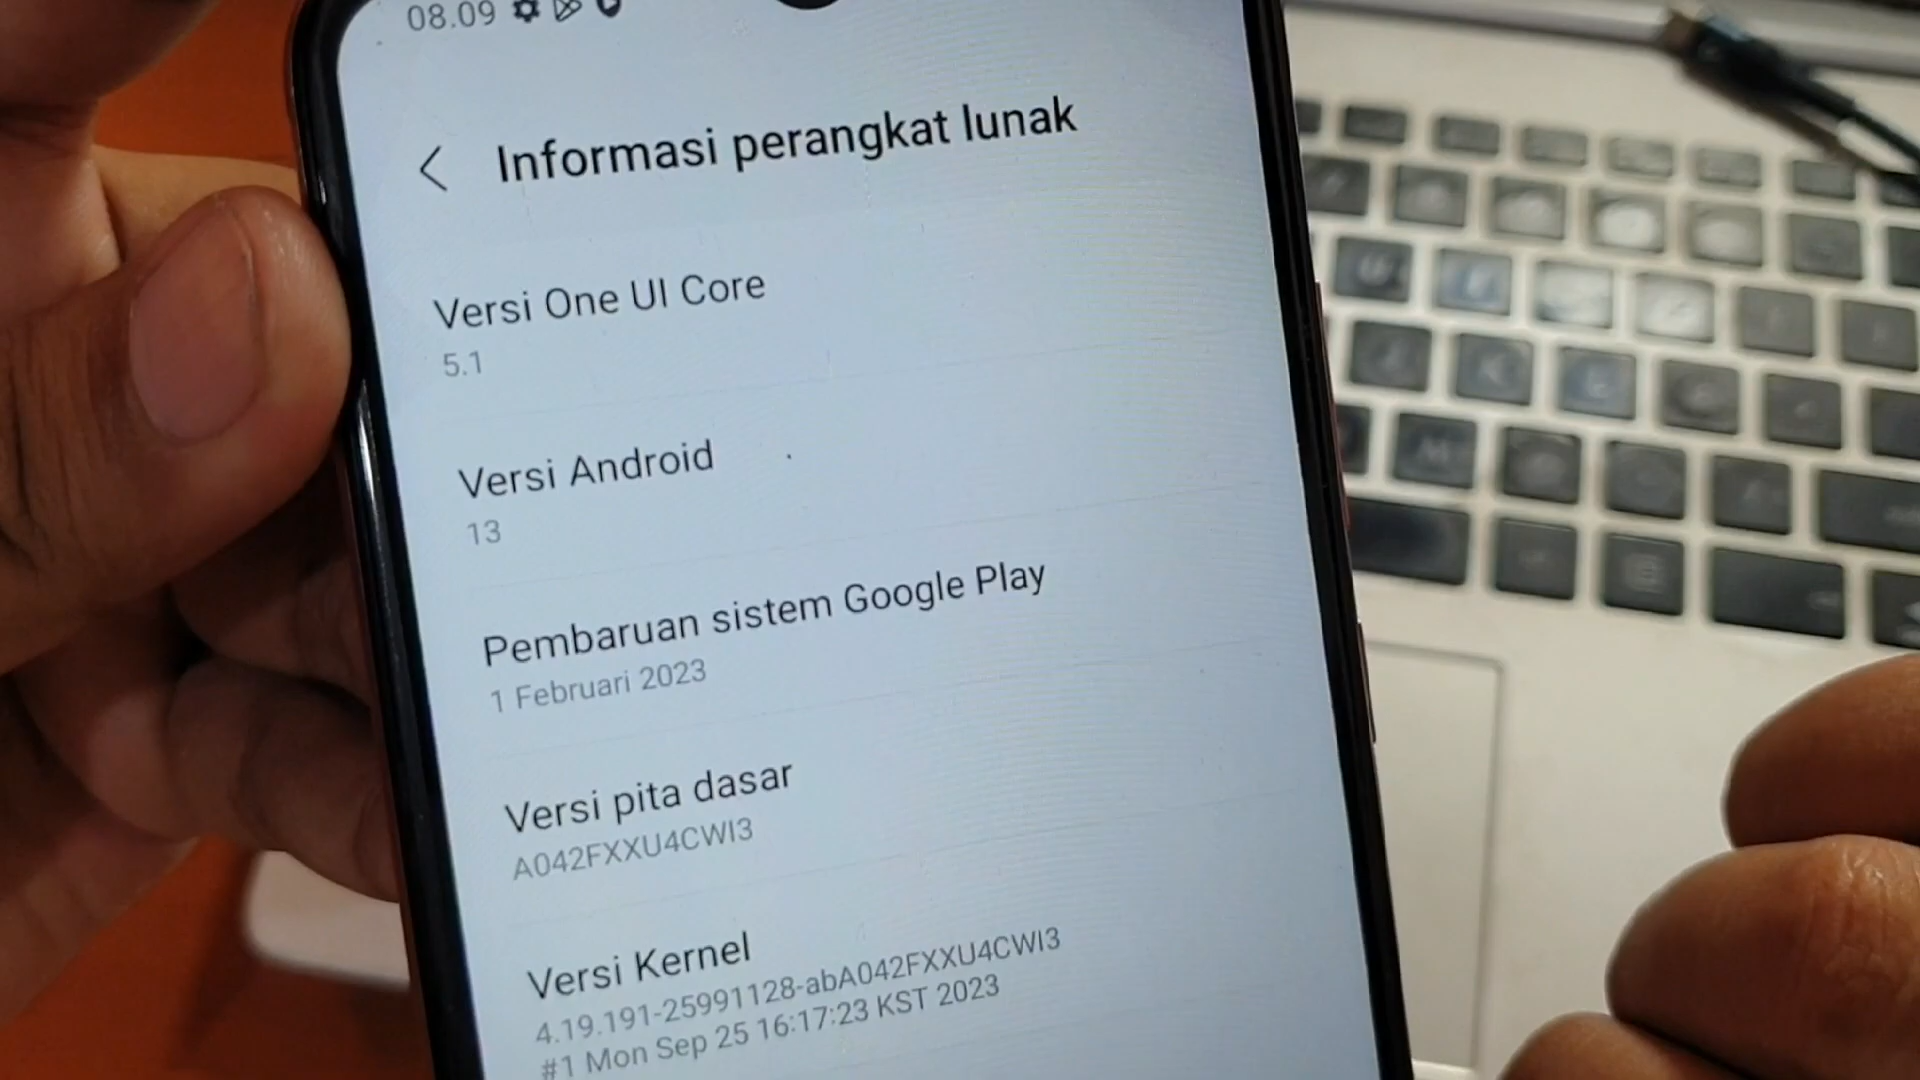 08.09
Informasi perangkat lunak
Versi One UI Core
5.1
Versi Android
13
Pembaruan sistem Google Play
1 Februari 2023
Versi pita dasar
A042FXXU4CWI3
Versi Kernel
4.19.191-25991128-abA042FXXU4CWI3
#1 Mon Sep 25 16:17:23 KST 2023